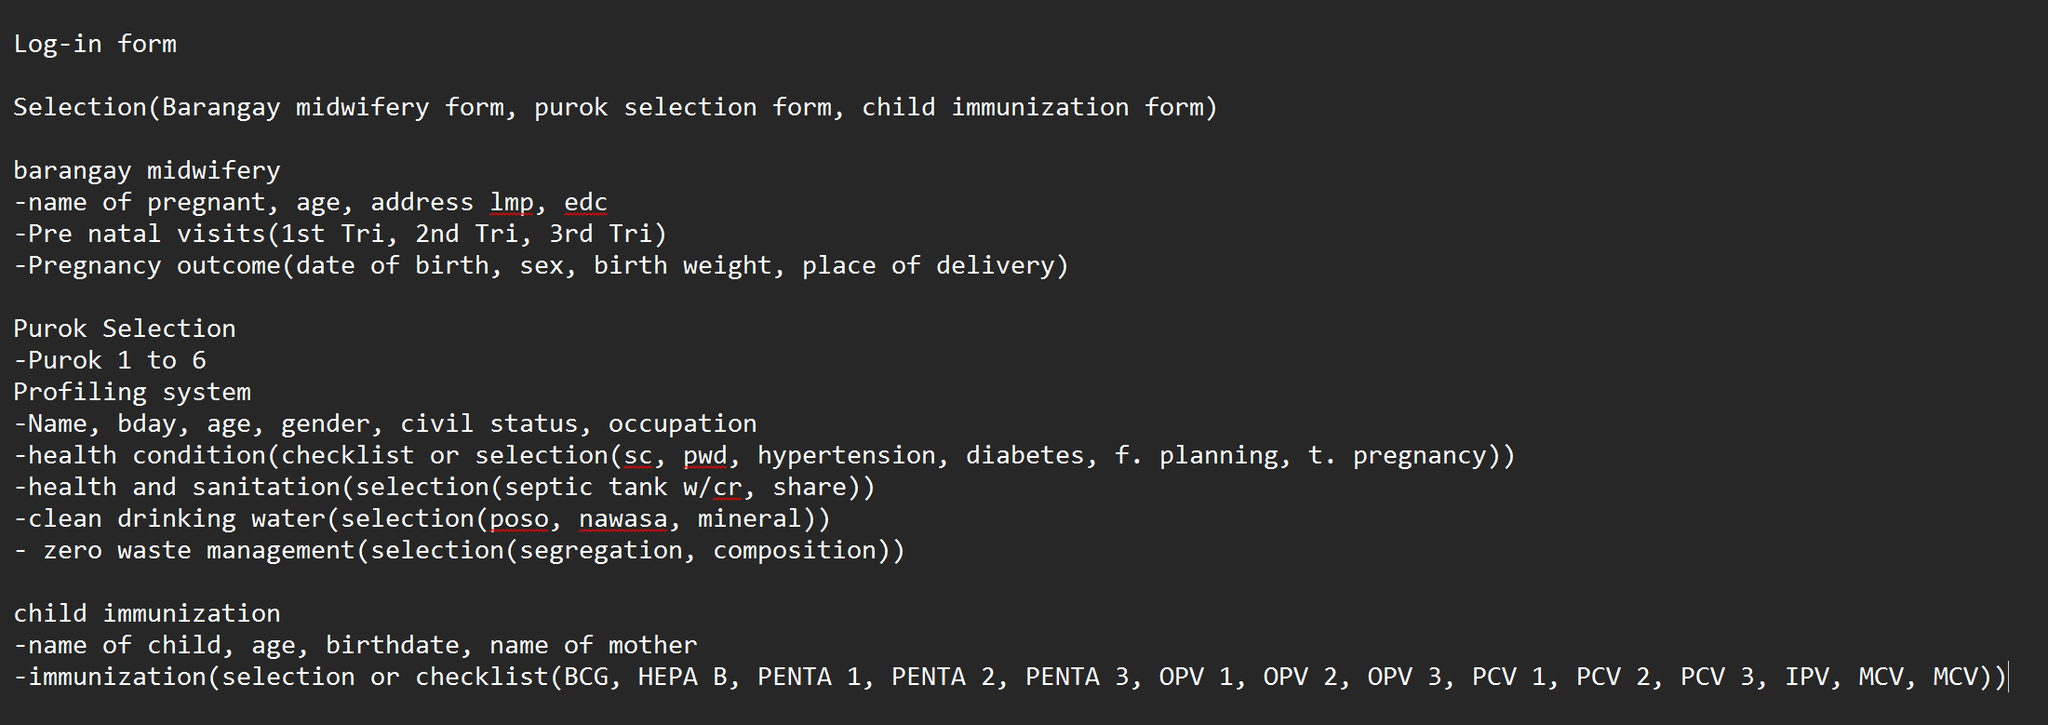 Log-in form
Selection(Barangay midwifery form, purok selection form, child immunization form)
barangay midwifery
-name of pregnant, age, address lmp, edc
-Pre natal visits(1st Tri, 2nd Tri, 3rd Tri)
-Pregnancy outcome(date of birth, sex, birth weight, place of delivery)
Purok Selection
-Purok 1 to 6
Profiling system
-Name, bday, age, gender, civil status, occupation
-health condition(checklist or selection(sc, pwd, hypertension, diabetes, f. planning, t. pregnancy))
-health and sanitation(selection(septic tank w/cr, share))
-clean drinking water(selection(poso, nawasa, mineral))
- zero waste management(selection(segregation, composition))
child immunization
-name of child, age, birthdate, name of mother
-immunization(selection or checklist(BCG, HEPA B, PENTA 1, PENTA 2, PENTA 3, OPV 1, OPV 2, OPV 3, PCV 1, PCV 2, PCV 3, IPV, MCV, MCV))